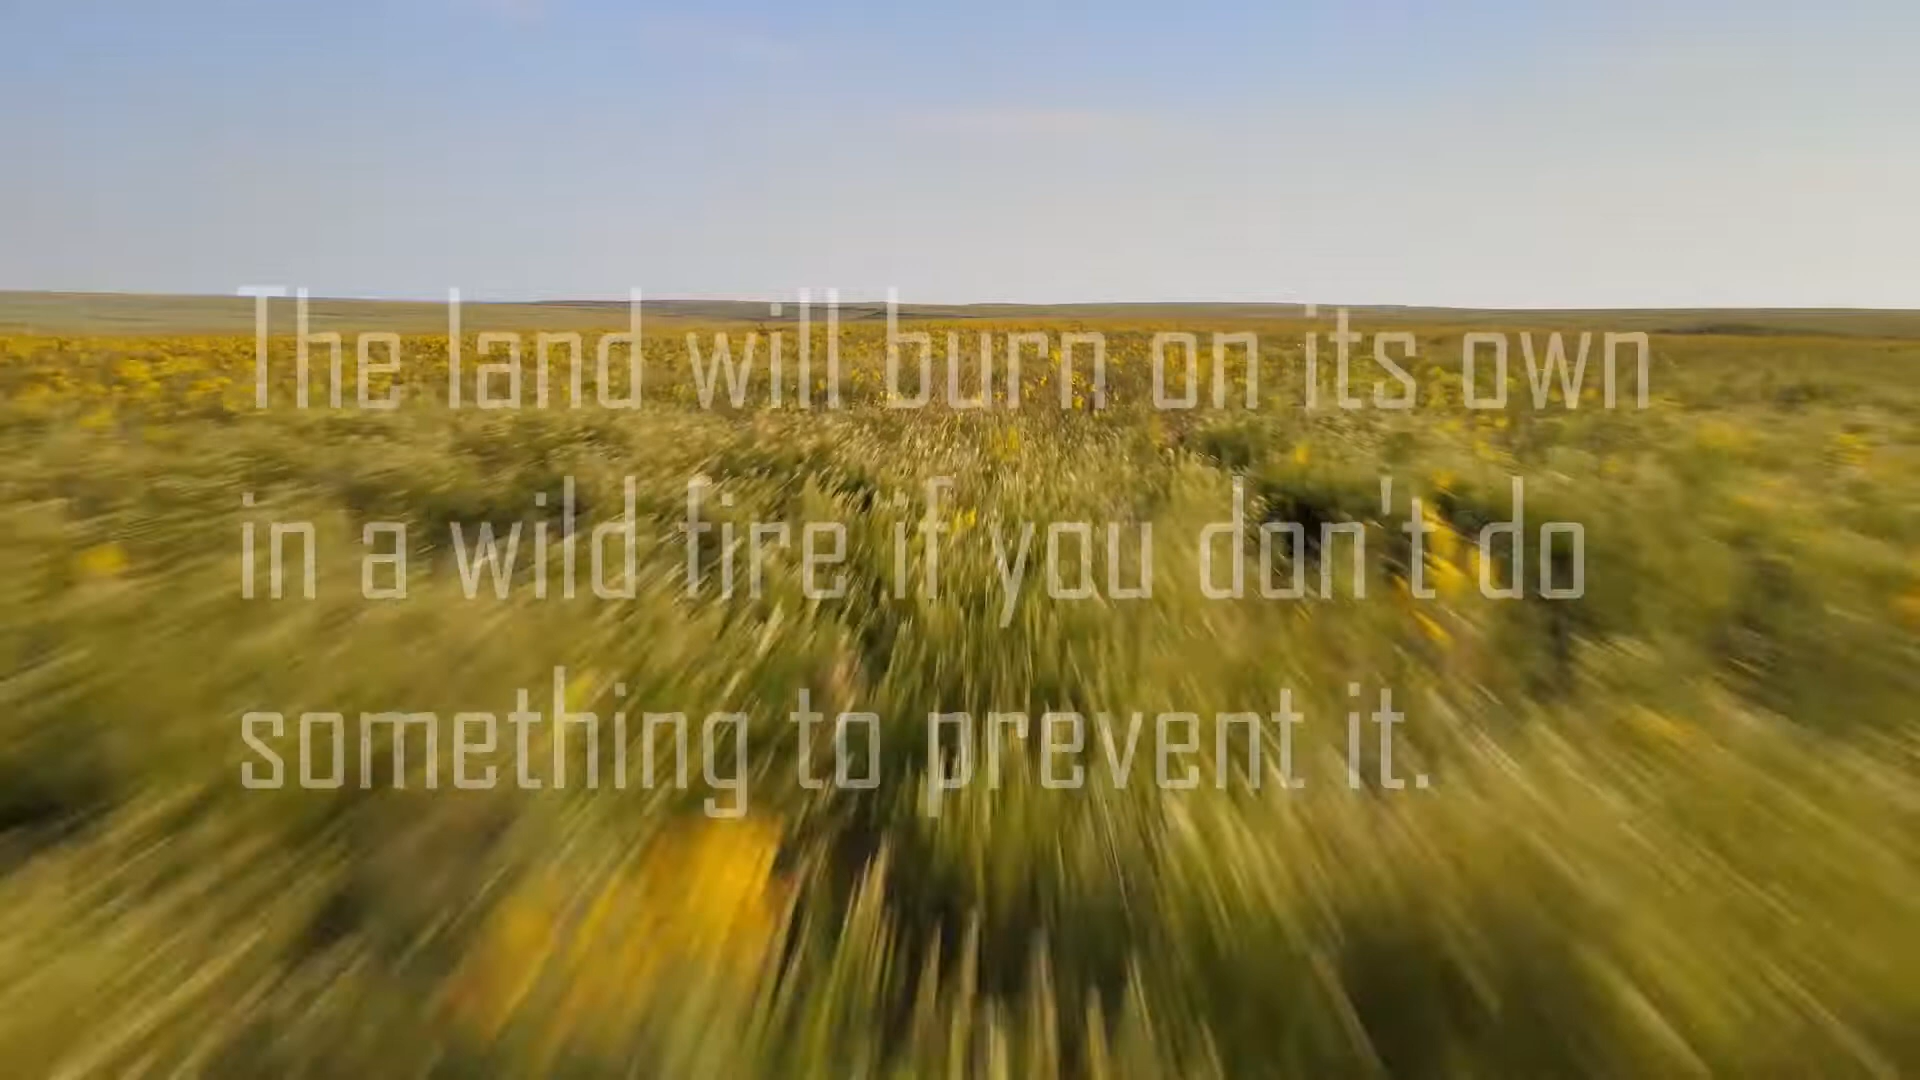 The land will burn on its own
in a wild fire if you don't do
something to prevent it.